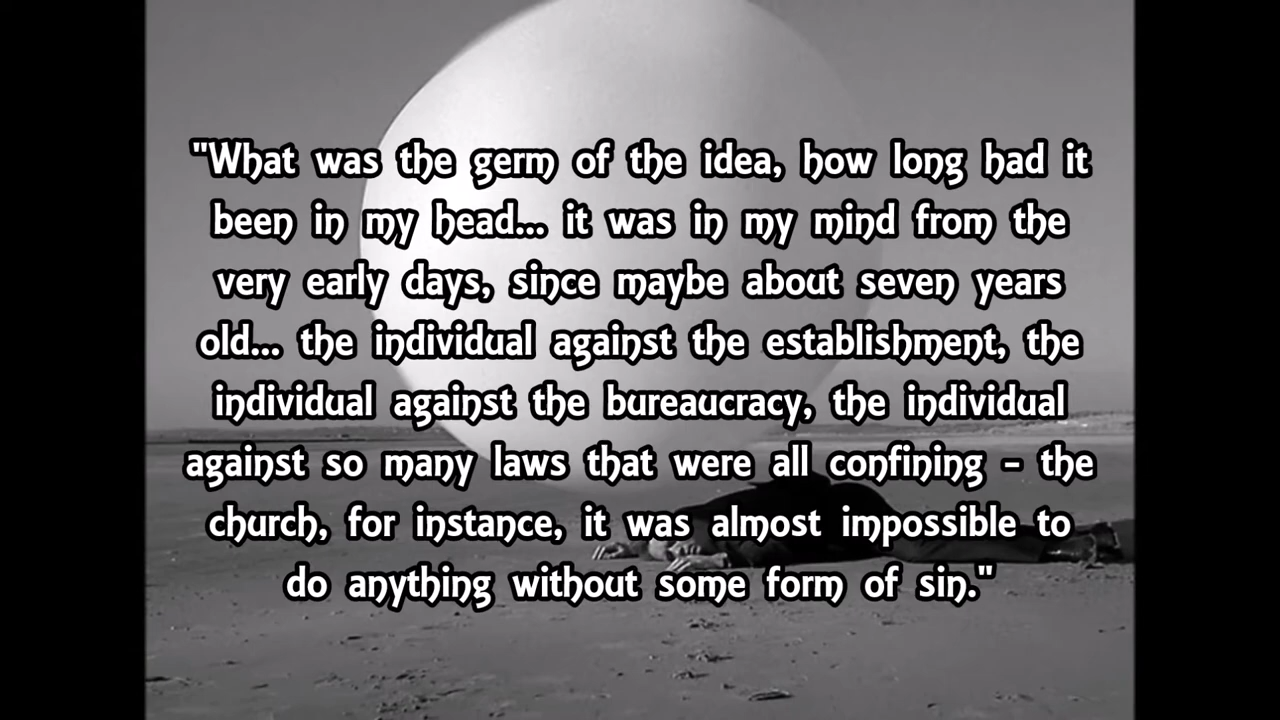 "What was the germ of the idea, how long had it
been in my head... it was in my mind from the
very early days, since maybe about seven years
old... the individual against the establishment, the
individual against the bureaucracy, the individual
against so many laws that were all confining - the
church, for instance, it was almost impossible to
do anything without some form of sin."